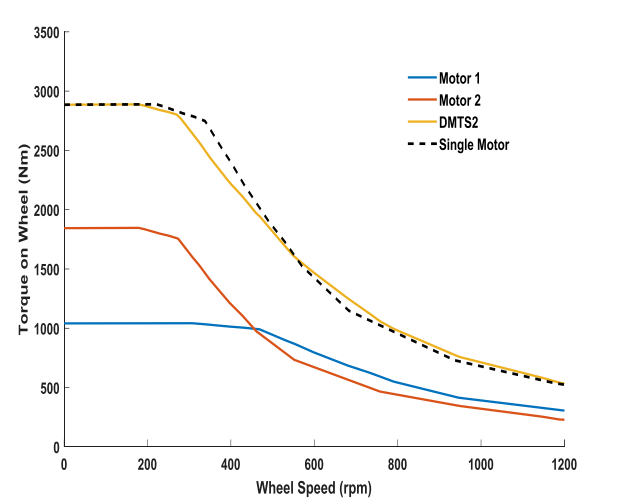 3500
3000
2500
2000
1500
1000
500
0
Torque on Wheel (Nm)
Motor 1
Motor 2
DMTS2
Single Motor
0 200 400 600 800 1000 1200
Wheel Speed (rpm)